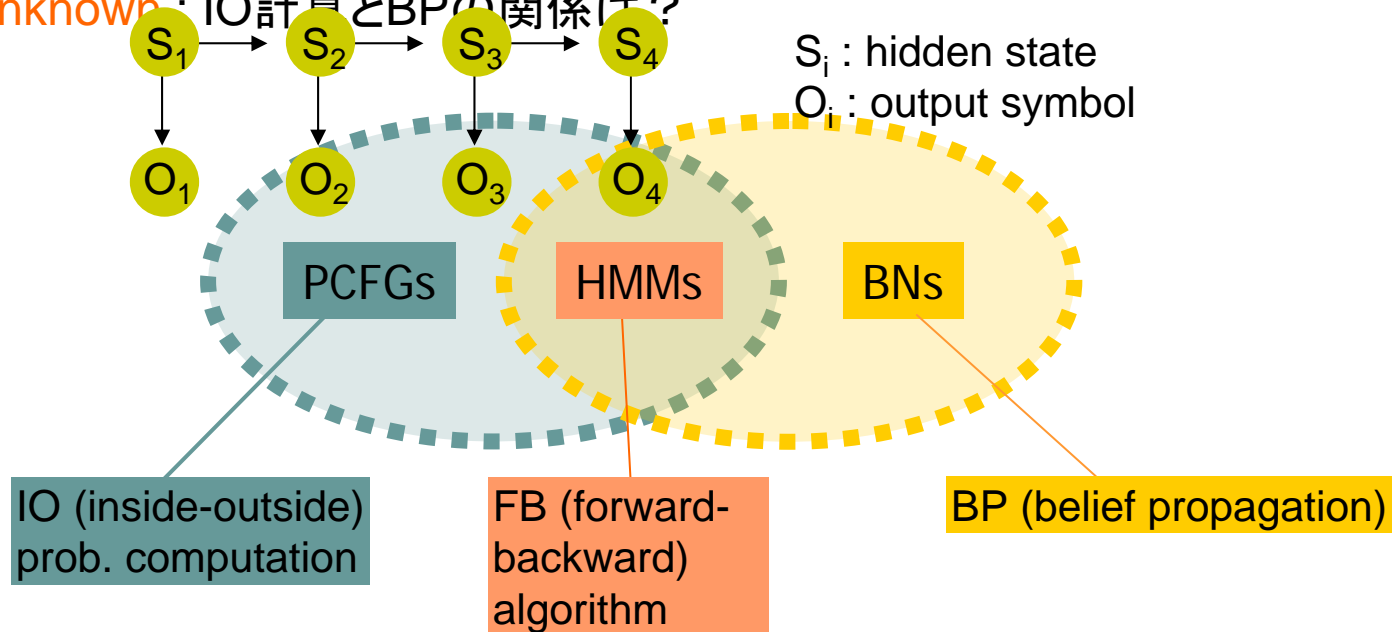 nknown : IO計算とBPの関係は?
S1 S2 S3 S4
Si : hidden state
Oi : output symbol
O1 O2 O3 O4
PCFGs HMMs BNs
IO (inside-outside)
prob. computation
FB (forward-
backward)
algorithm
BP (belief propagation)